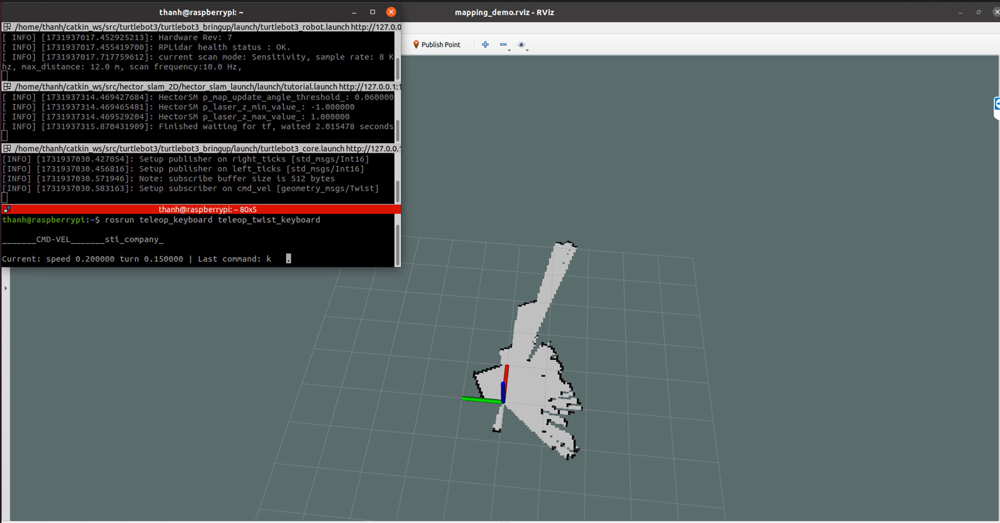 thanh@raspberrypi: ~
mapping_demo.rviz - RViz
Publish Point
/home/thanh/catkin_ws/src/turtlebot3/turtlebot3_bringup/launch/turtlebot3_robot.launch http://127.0.0
[ INFO] [1731937017.452925213]: Hardware Rev: 7
[ INFO] [1731937017.455419700]: RPLidar health status : OK.
[ INFO] [1731937017.717759612]: current scan mode: Sensitivity, sample rate: 8 K
hz, max_distance: 12.0 m, scan frequency:10.0 Hz,
/home/thanh/catkin_ws/src/hector_slam_2D/hector_slam_launch/launch/tutorial.launch http://127.0.0.1:1
[ INFO] [1731937314.469427684]: HectorSM p_map_update_angle_threshold_: 0.060000
[ INFO] [1731937314.469465481]: HectorSM p_laser_z_min_value_: -1.000000
[ INFO] [1731937314.469529204]: HectorSM p_laser_z_max_value_: 1.000000
[ INFO] [1731937315.870431909]: Finished waiting for tf, waited 2.015478 seconds
/home/thanh/catkin_ws/src/turtlebot3/turtlebot3_bringup/launch/turtlebot3_core.launch http://127.0.0.1
[INFO] [1731937030.427054]: Setup publisher on right_ticks [std_msgs/Int16]
[INFO] [1731937030.456816]: Setup publisher on left_ticks [std_msgs/Int16]
[INFO] [1731937030.571946]: Note: subscribe buffer size is 512 bytes
[INFO] [1731937030.583163]: Setup subscriber on cmd_vel [geometry_msgs/Twist]
thanh@raspberrypi: ~ 80x5
thanh@raspberrypi:~$ rosrun teleop_keyboard teleop_twist_keyboard
_______CMD-VEL_______sti_company_
Current: speed 0.200000 turn 0.150000 | Last command: k   .